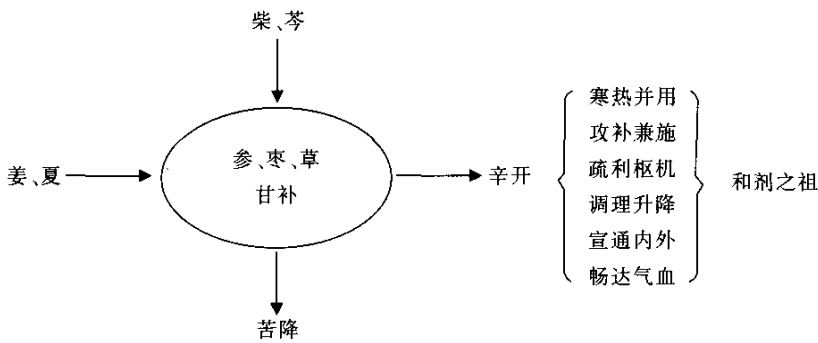 柴、芩
姜、夏
参、枣、草
甘补
辛开
苦降
寒热并用
攻补兼施
疏利枢机
调理升降
宣通内外
畅达气血
和剂之祖